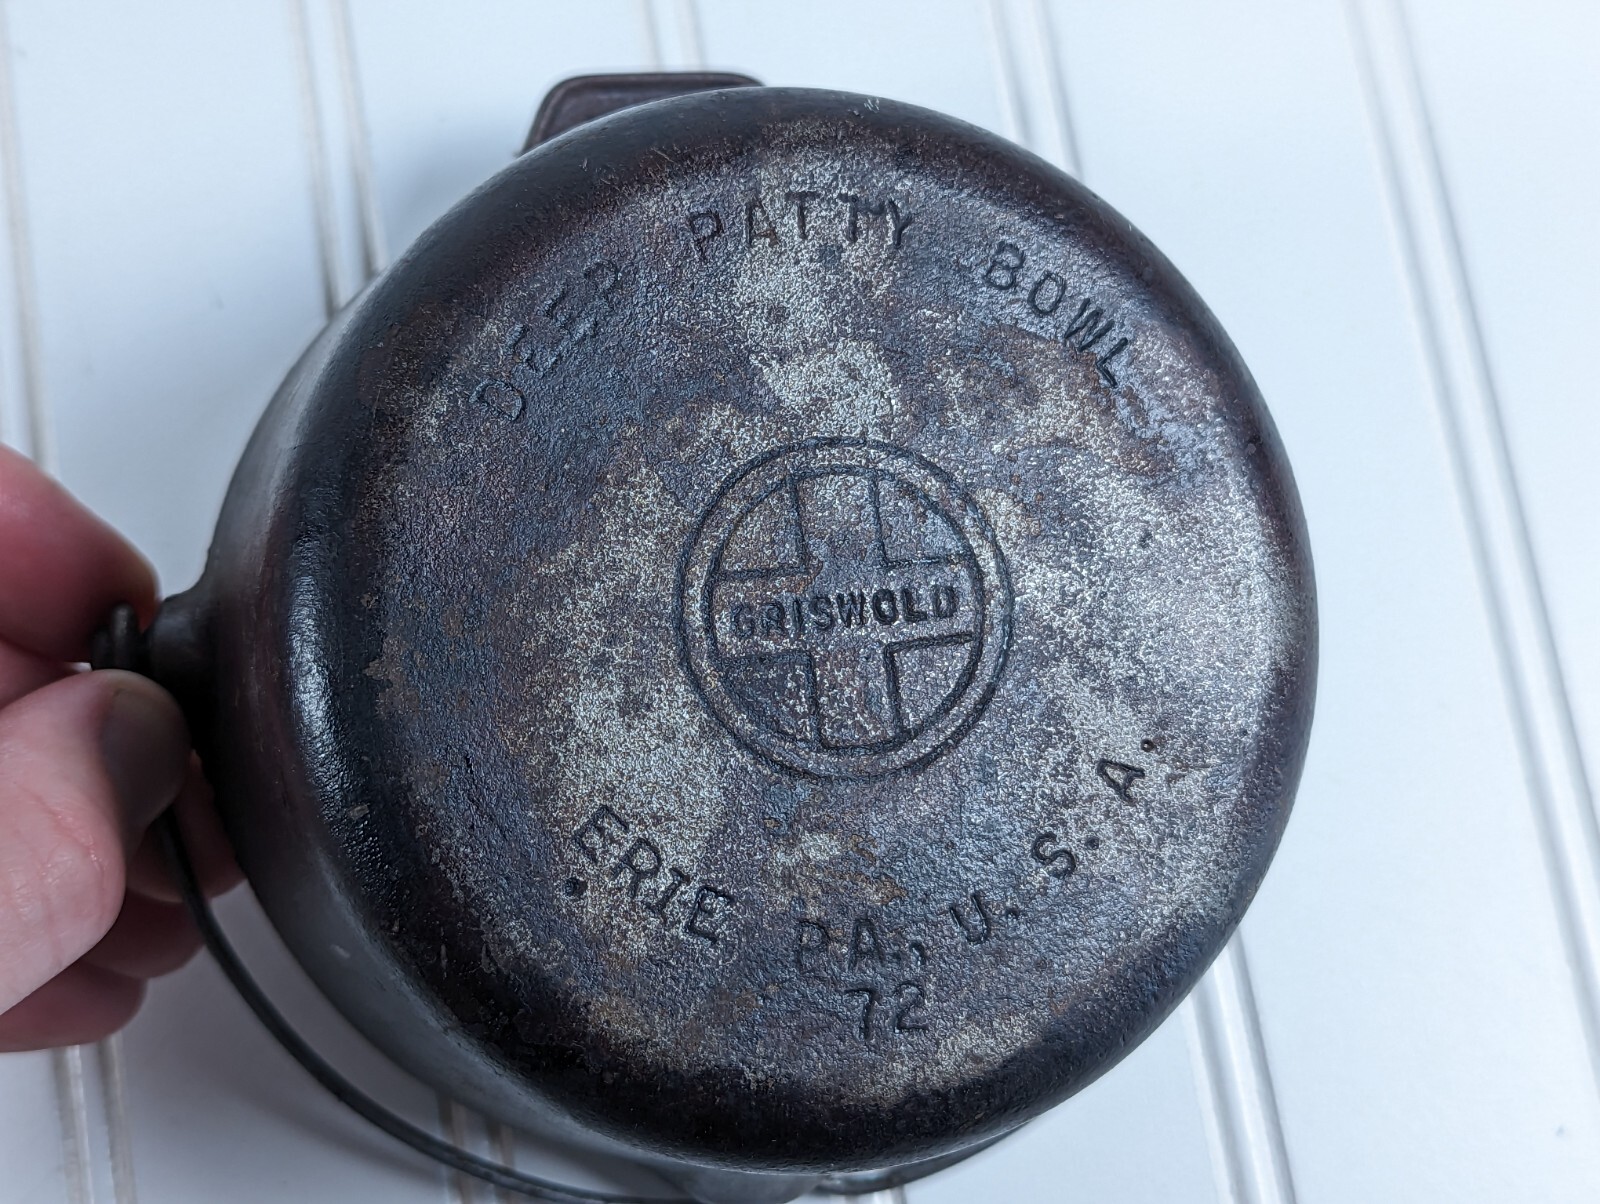 DEEP PATTY BOWL
GRISWOLD
ERIE PA., U.S.A.
72